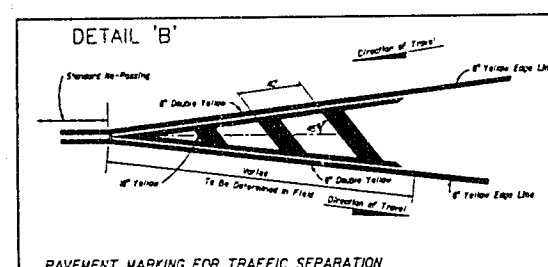 DETAIL 'B'
Direction of Travel
Standard No-Passing
6" Yellow Edge Line
6" Double Yellow
45°
Varies
To Be Determined in Field
6" Double Yellow
Yellow
Direction of Travel
6" Yellow Edge Line
PAVEMENT MARKING FOR TRAFFIC SEPARATION